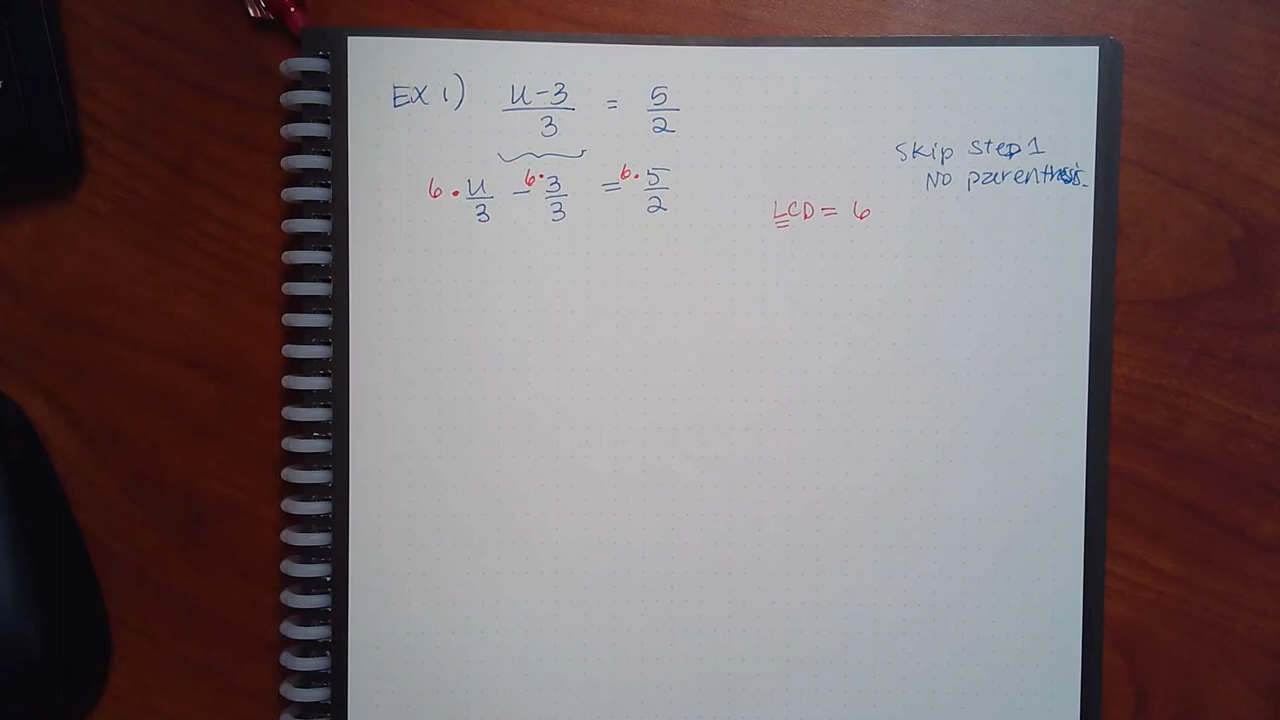 EX 1) u-3/3 = 5/2
Skip step 1
No parenthesis.
6 · u/3 - 6 · 3/3 = 6 · 5/2
LCD = 6